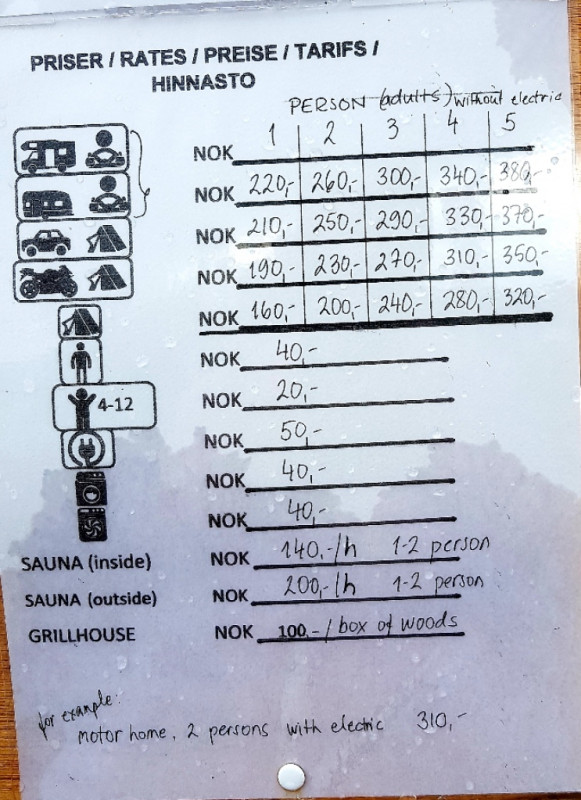 PRISER / RATES / PREISE / TARIFS /
HINNASTO
PERSON (adults) without electric
NOK 1 2 3 4 5
NOK 220,- 260,- 300,- 340,- 380,-
NOK 210,- 250,- 290,- 330,- 370,-
NOK 190,- 230,- 270,- 310,- 350,-
NOK 160,- 200,- 240,- 280,- 320,-
NOK 40,-
4-12 NOK 20,-
NOK 50,-
NOK 40,-
NOK 40,-
SAUNA (inside) NOK 140,-/h 1-2 person
SAUNA (outside) NOK 200,-/h 1-2 person
GRILLHOUSE NOK 100,-/ box of woods
for example:
motor home, 2 persons with electric 310,-